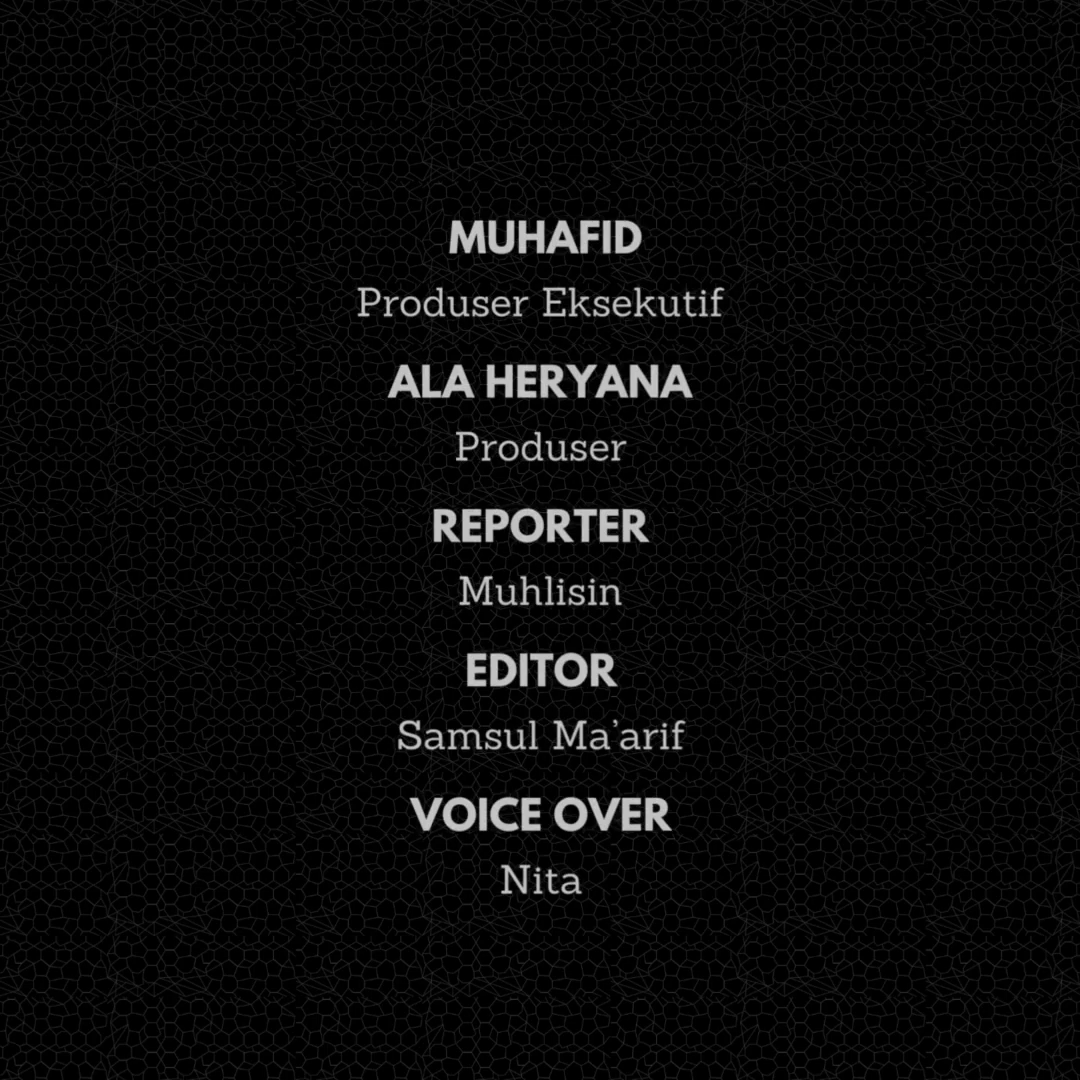 MUHAFID
Produser Eksekutif
ALA HERYANA
Produser
REPORTER
Muhlisin
EDITOR
Samsul Ma’arif
VOICE OVER
Nita